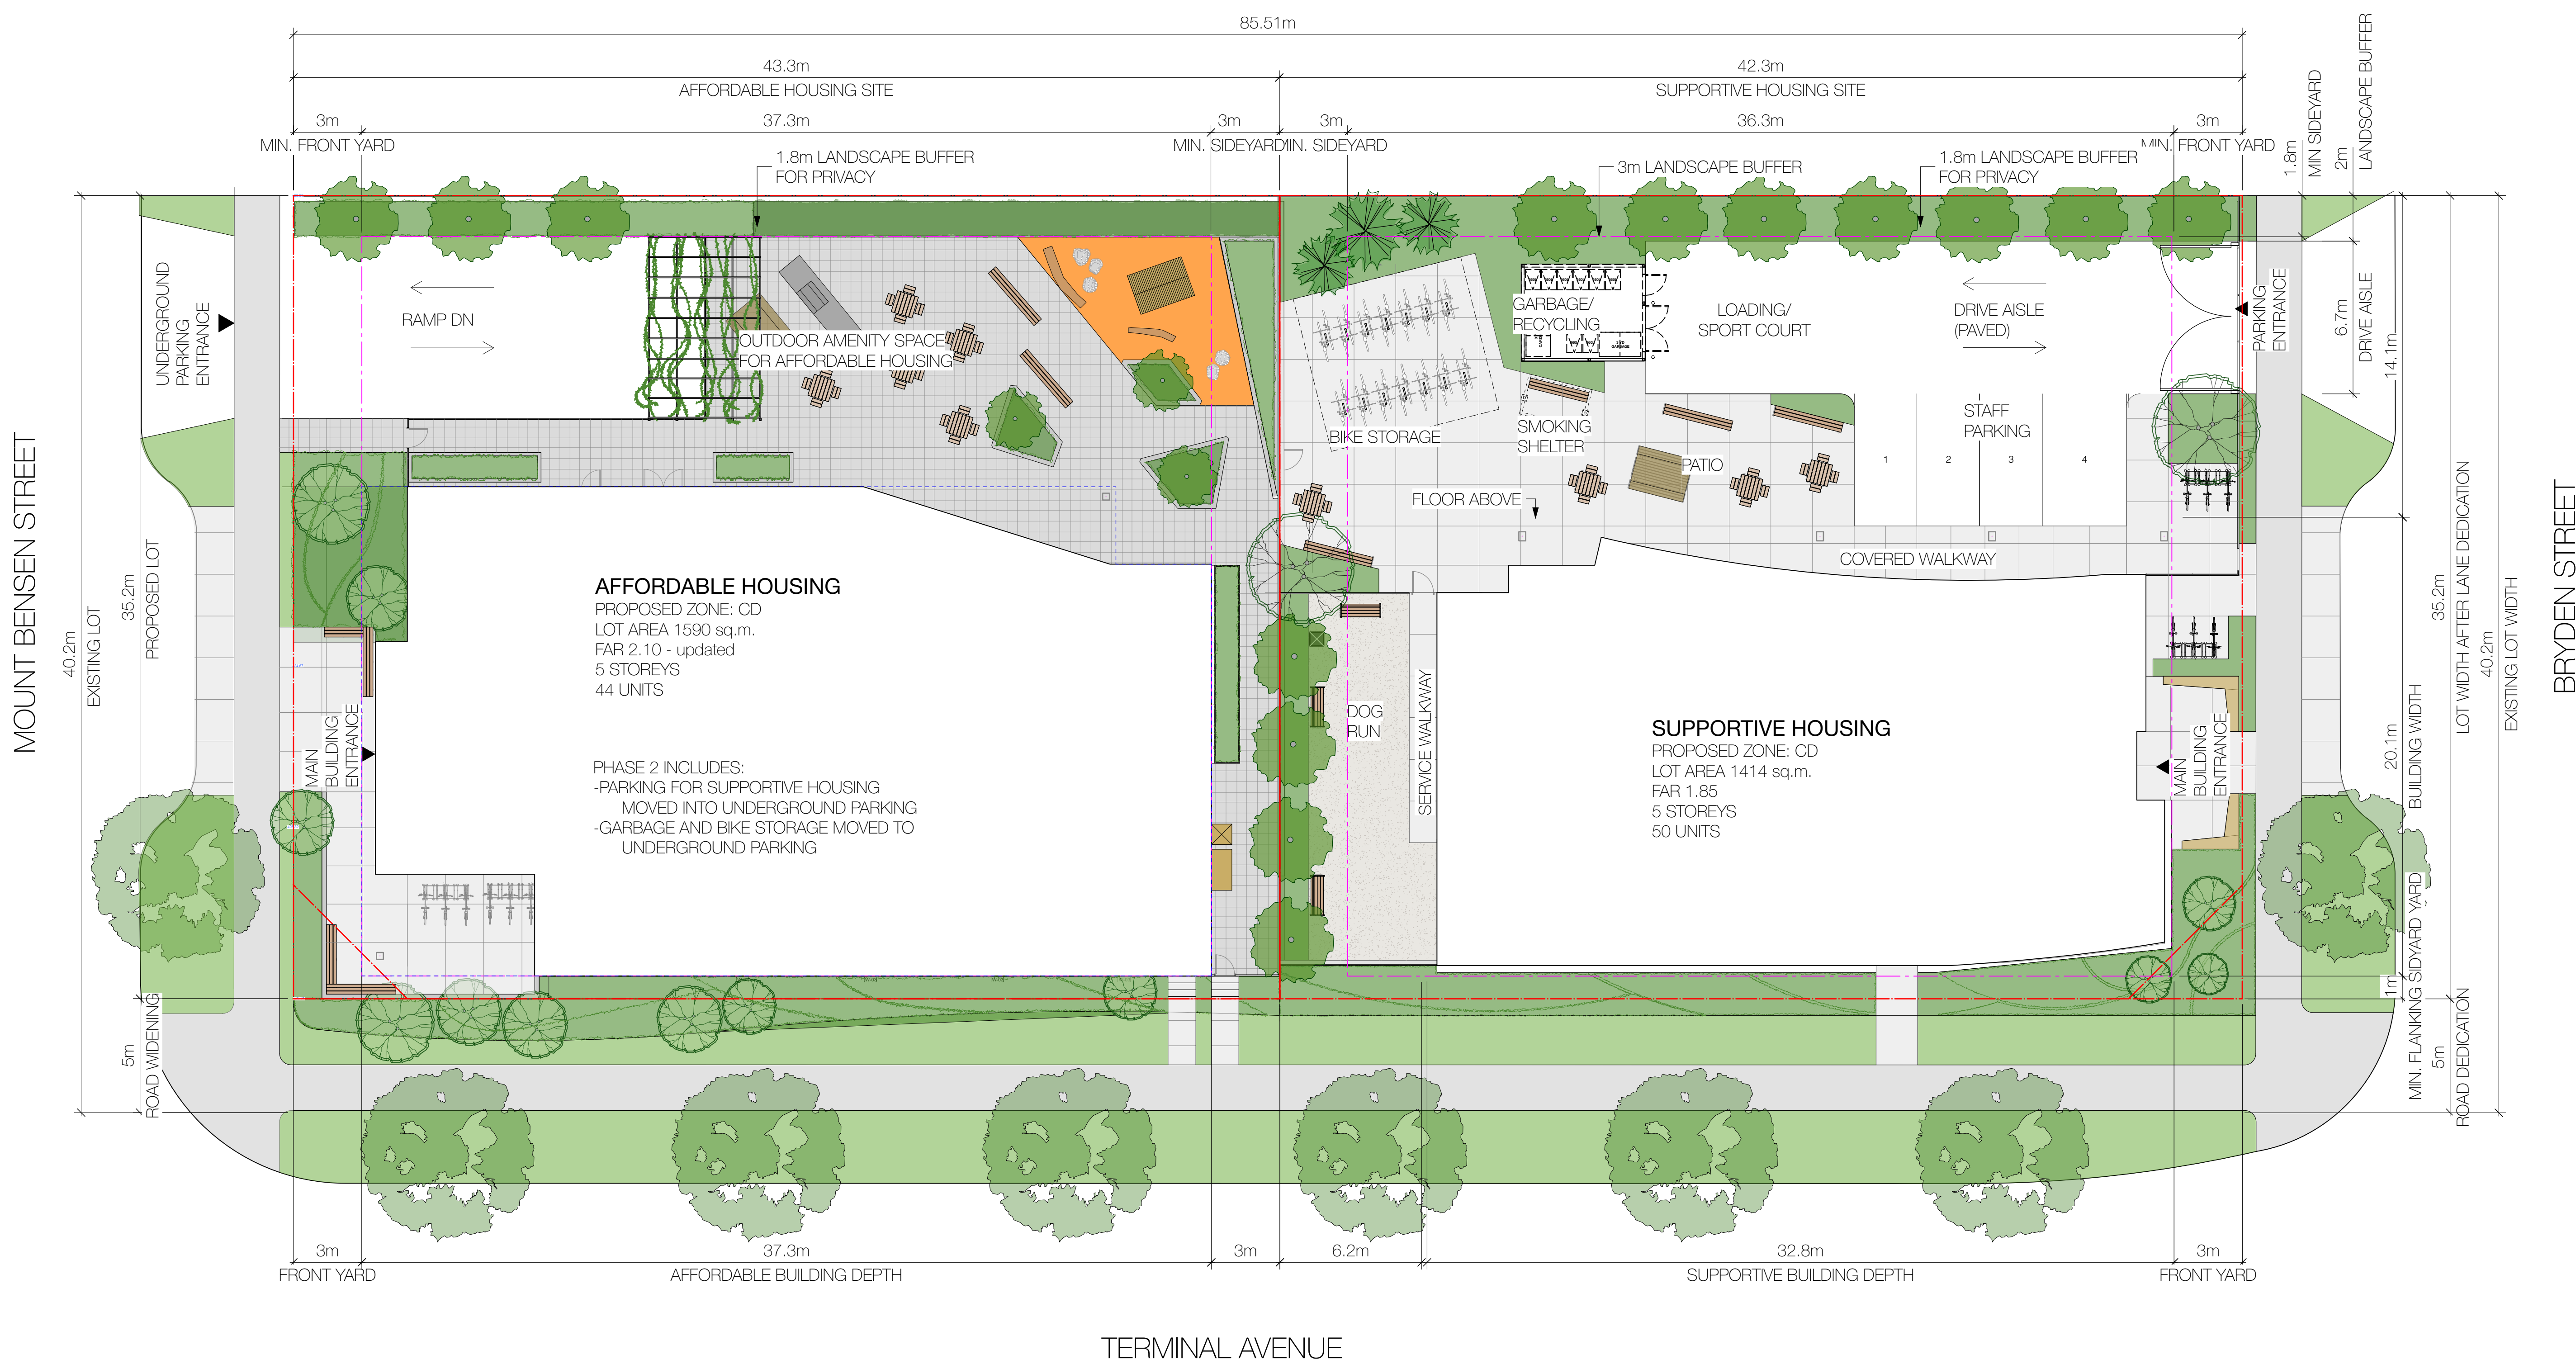 85.51m
43.3m
AFFORDABLE HOUSING SITE
42.3m
SUPPORTIVE HOUSING SITE
3m
MIN. FRONT YARD
37.3m
3m
MIN. SIDEYARD
3m
MIN. SIDEYARD
36.3m
3m
MIN. FRONT YARD
1.8m
MIN SIDEYARD
2m
LANDSCAPE BUFFER
1.8m LANDSCAPE BUFFER
FOR PRIVACY
3m LANDSCAPE BUFFER
1.8m LANDSCAPE BUFFER
FOR PRIVACY
UNDERGROUND
PARKING
ENTRANCE
RAMP DN
OUTDOOR AMENITY SPACE
FOR AFFORDABLE HOUSING
GARBAGE/
RECYCLING
LOADING/
SPORT COURT
DRIVE AISLE
(PAVED)
PARKING
ENTRANCE
6.7m
DRIVE AISLE
14.1m
BIKE STORAGE
SMOKING
SHELTER
STAFF
PARKING
1
2
3
4
PATIO
FLOOR ABOVE
COVERED WALKWAY
MOUNT BENSEN STREET
40.2m
EXISTING LOT
35.2m
PROPOSED LOT
AFFORDABLE HOUSING
PROPOSED ZONE: CD
LOT AREA 1590 sq.m.
FAR 2.10 - updated
5 STOREYS
44 UNITS
PHASE 2 INCLUDES:
-PARKING FOR SUPPORTIVE HOUSING
MOVED INTO UNDERGROUND PARKING
-GARBAGE AND BIKE STORAGE MOVED TO
UNDERGROUND PARKING
MAIN
BUILDING
ENTRANCE
DOG
RUN
SERVICE WALKWAY
SUPPORTIVE HOUSING
PROPOSED ZONE: CD
LOT AREA 1414 sq.m.
FAR 1.85
5 STOREYS
50 UNITS
MAIN
BUILDING
ENTRANCE
20.1m
BUILDING WIDTH
35.2m
LOT WIDTH AFTER LANE DEDICATION
40.2m
EXISTING LOT WIDTH
BRYDEN STREET
5m
ROAD WIDENING
1m
MIN. FLANKING SIDYARD YARD
5m
ROAD DEDICATION
3m
FRONT YARD
37.3m
AFFORDABLE BUILDING DEPTH
3m
6.2m
32.8m
SUPPORTIVE BUILDING DEPTH
3m
FRONT YARD
TERMINAL AVENUE